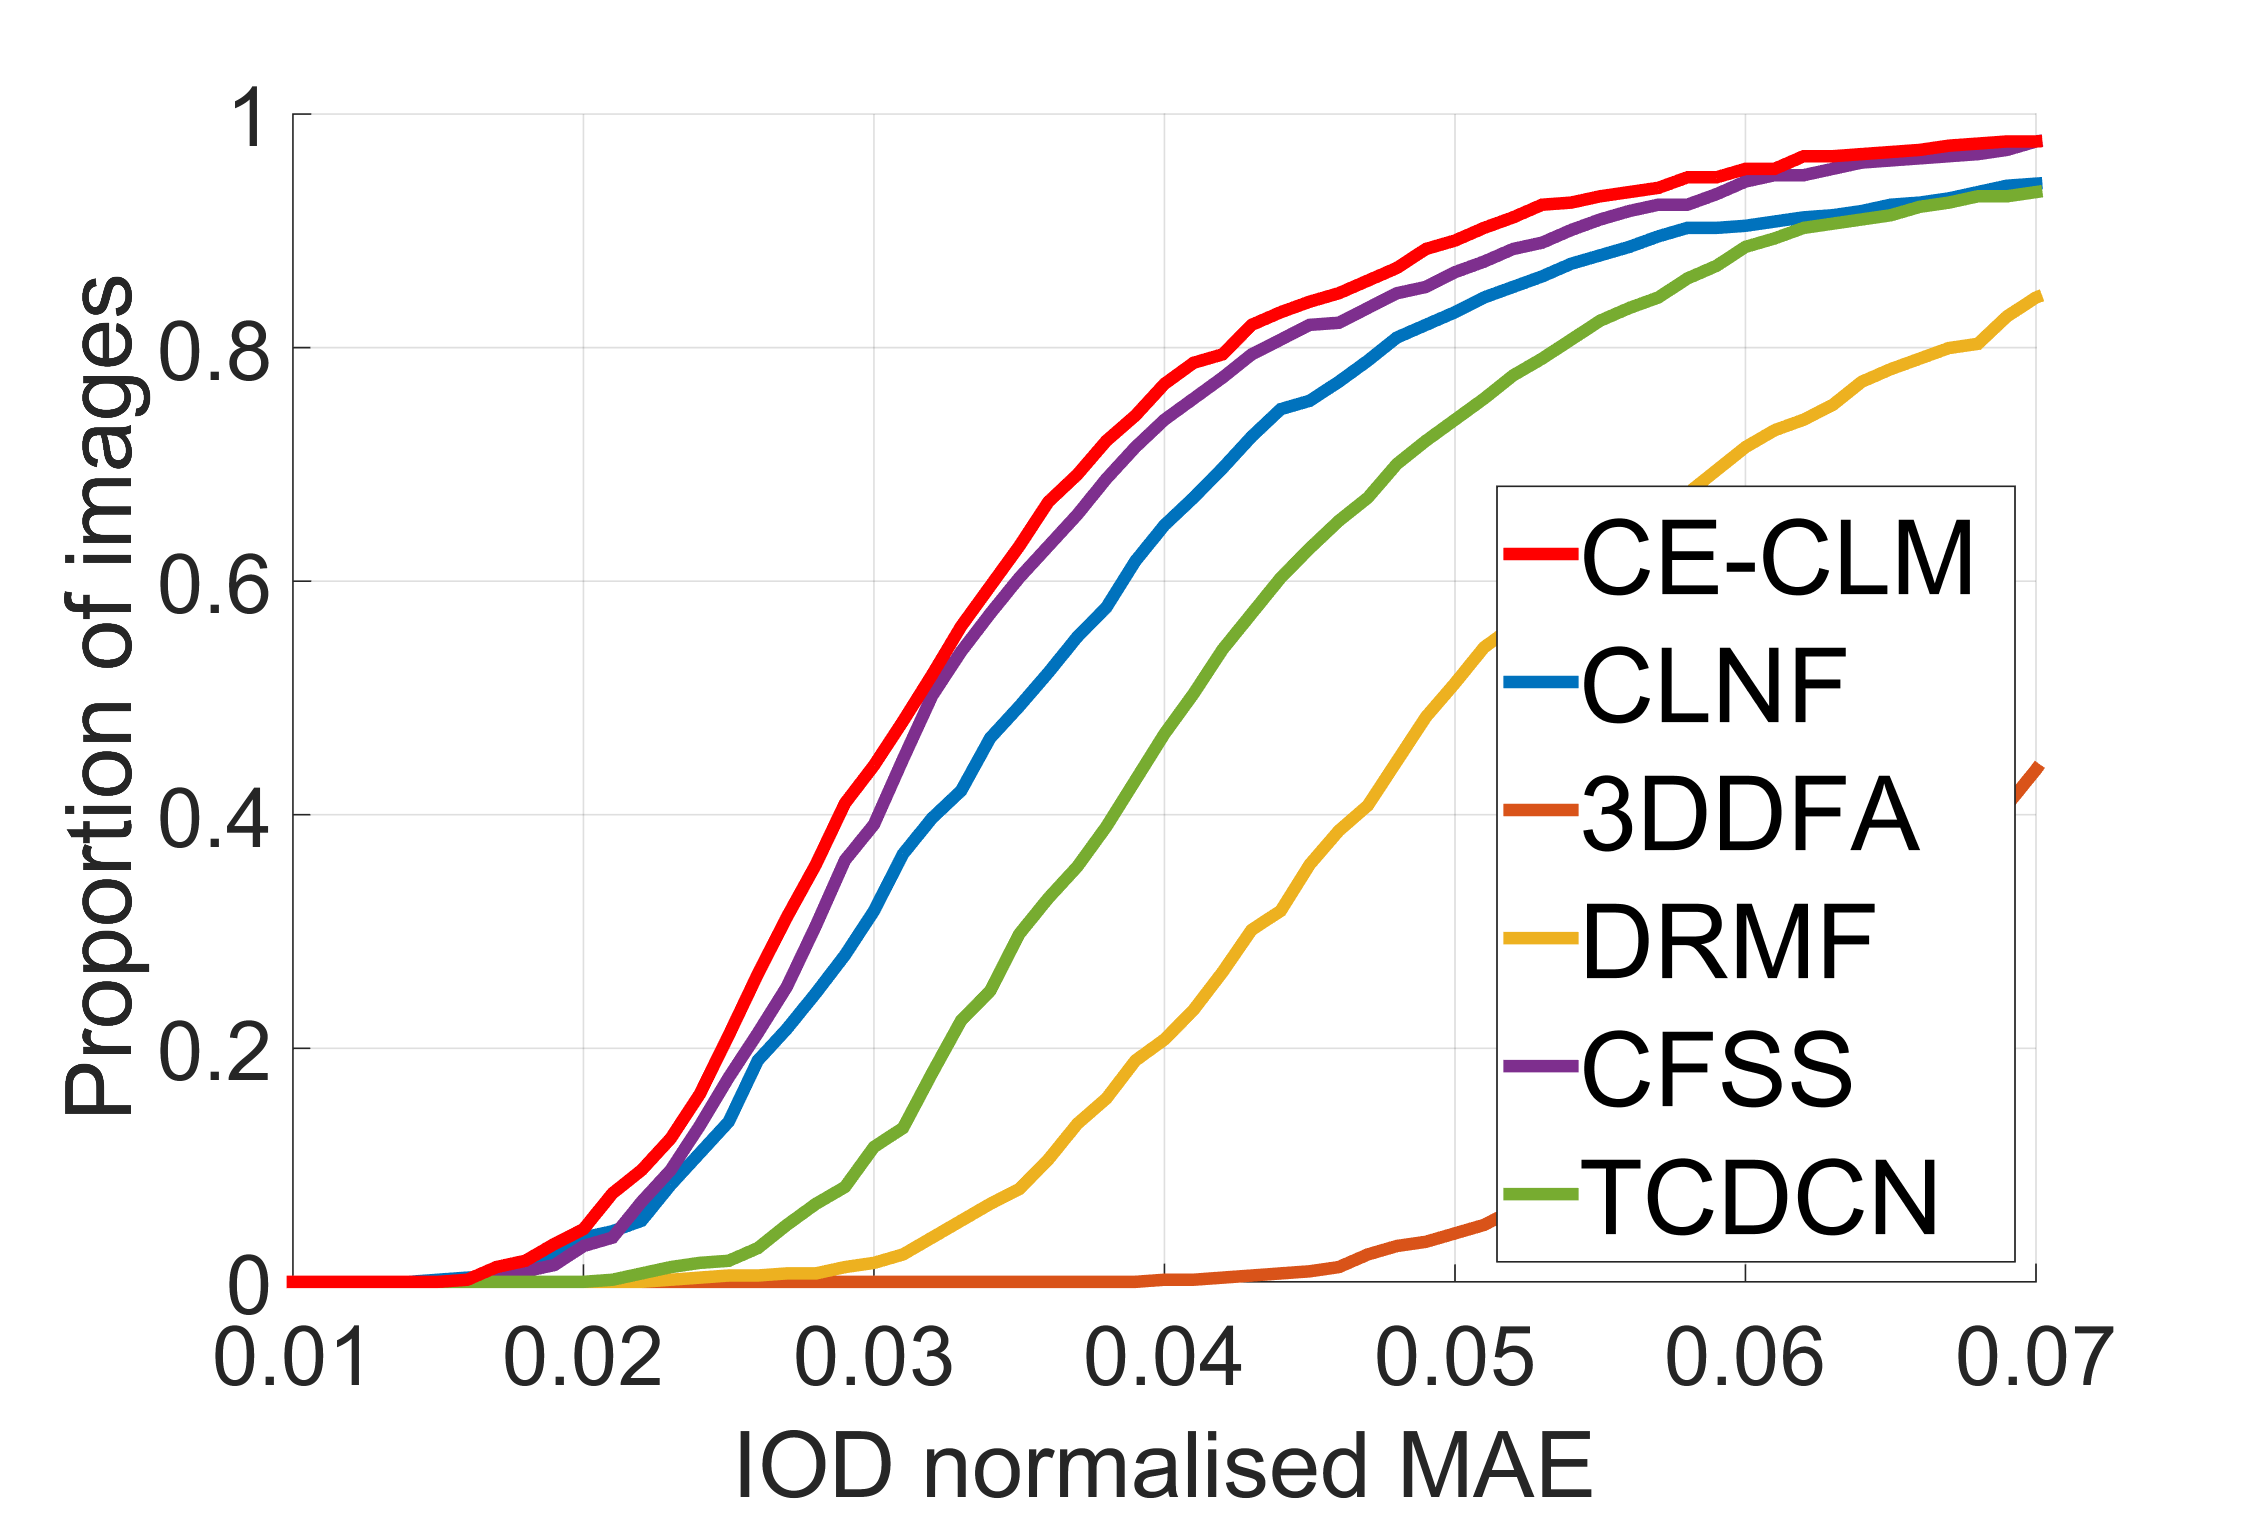 Proportion of images
1
0.8
0.6
0.4
0.2
0
0.01 0.02 0.03 0.04 0.05 0.06 0.07
IOD normalised MAE
CE-CLM
CLNF
3DDFA
DRMF
CFSS
TCDCN